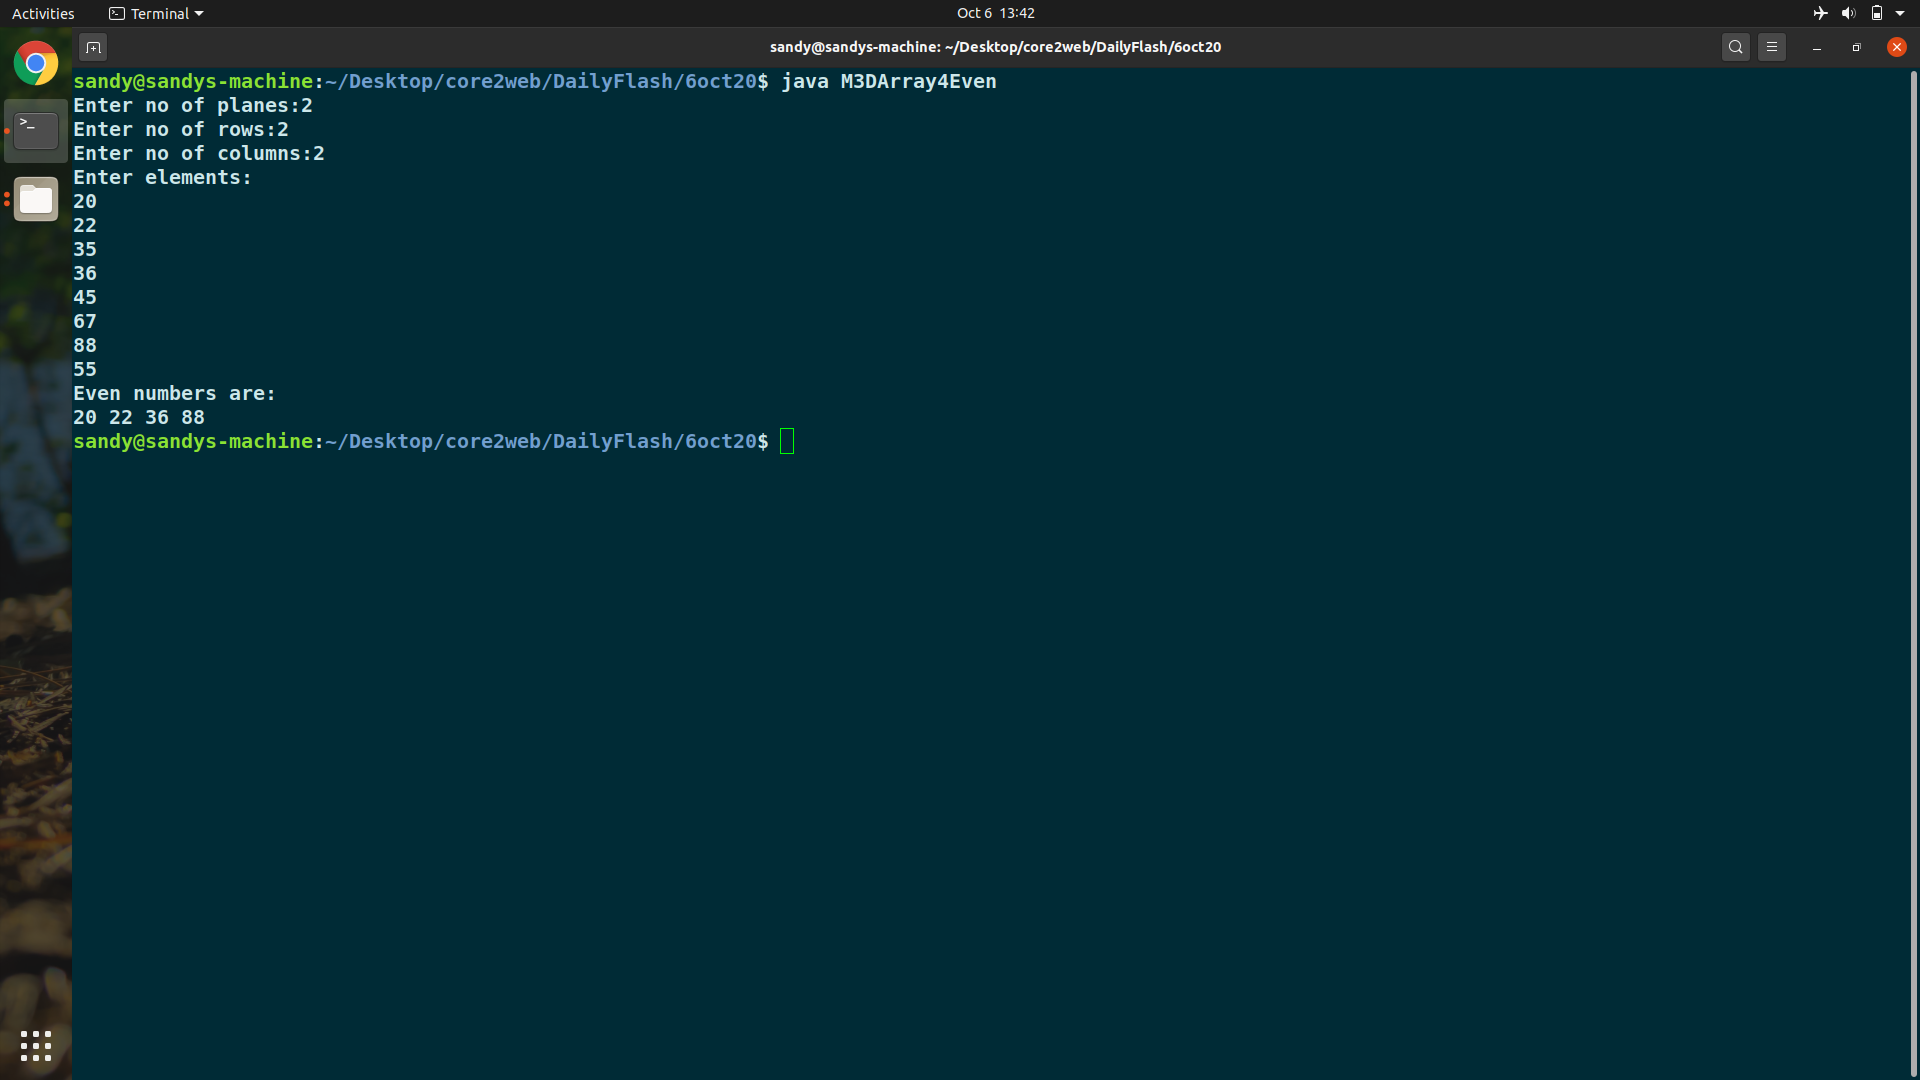 Activities Terminal Oct 6 13:42
sandy@sandys-machine: ~/Desktop/core2web/DailyFlash/6oct20
sandy@sandys-machine:~/Desktop/core2web/DailyFlash/6oct20$ java M3DArray4Even
Enter no of planes:2
Enter no of rows:2
Enter no of columns:2
Enter elements:
20
22
35
36
45
67
88
55
Even numbers are:
20 22 36 88
sandy@sandys-machine:~/Desktop/core2web/DailyFlash/6oct20$